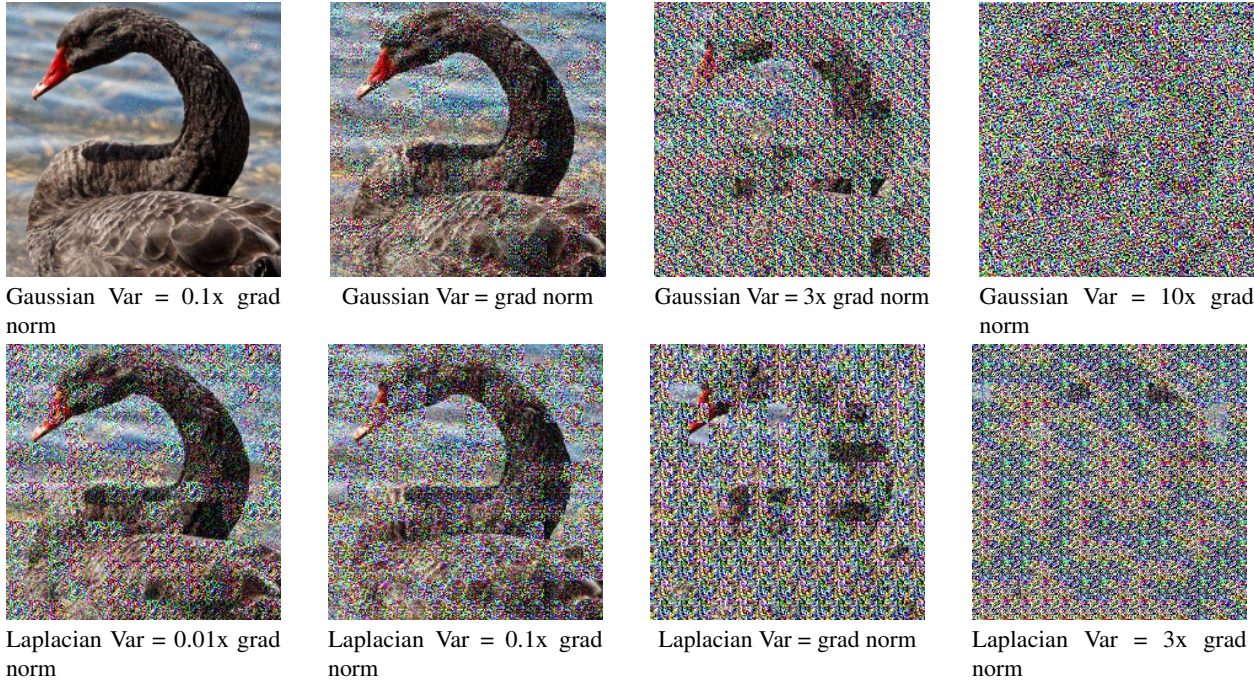 Gaussian Var = 0.1x grad
norm
Gaussian Var = grad norm
Gaussian Var = 3x grad norm
Gaussian Var = 10x grad
norm
Laplacian Var = 0.01x grad
norm
Laplacian Var = 0.1x grad
norm
Laplacian Var = grad norm
Laplacian Var = 3x grad
norm